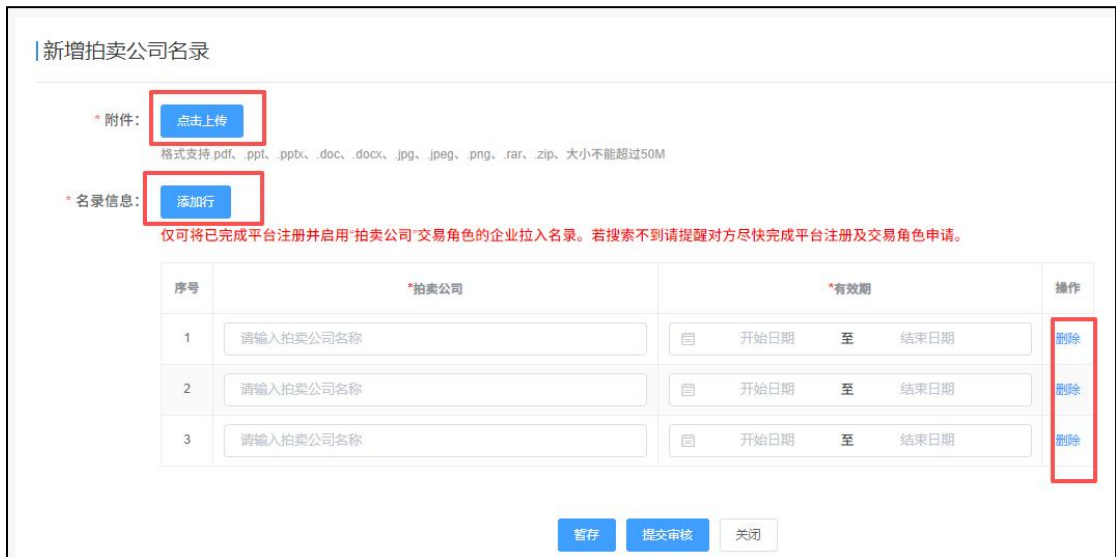 新增拍卖公司名录
* 附件： 点击上传
格式支持.pdf、.ppt、.pptx、.doc、.docx、.jpg、.jpeg、.png、.rar、.zip、大小不能超过50M
* 名录信息： 添加行
仅可将已完成平台注册并启用“拍卖公司”交易角色的企业拉入名录。若搜索不到请提醒对方尽快完成平台注册及交易角色申请。
序号 *拍卖公司 *有效期 操作
1 请输入拍卖公司名称 开始日期 至 结束日期 删除
2 请输入拍卖公司名称 开始日期 至 结束日期 删除
3 请输入拍卖公司名称 开始日期 至 结束日期 删除
暂存 提交审核 关闭